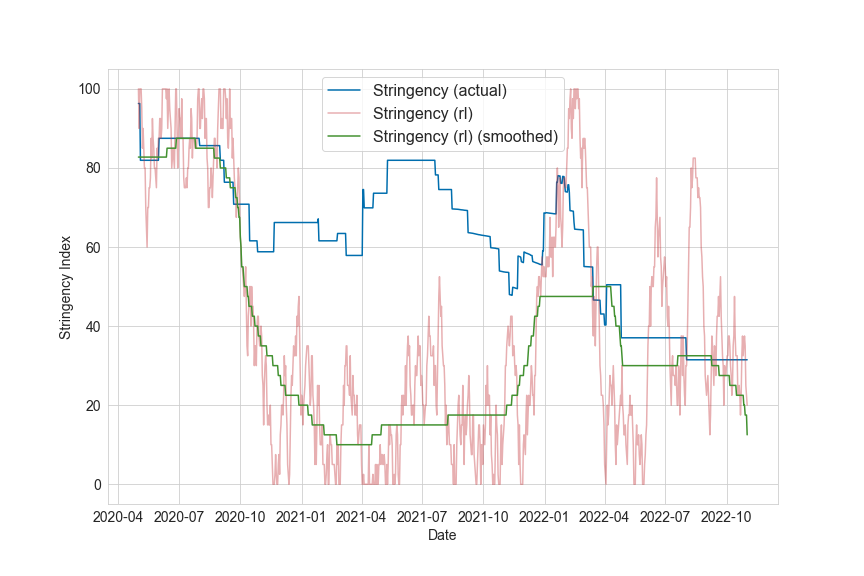 Stringency (actual)
Stringency (rl)
Stringency (rl) (smoothed)
Stringency Index
100
80
60
40
20
0
2020-04 2020-07 2020-10 2021-01 2021-04 2021-07 2021-10 2022-01 2022-04 2022-07 2022-10
Date